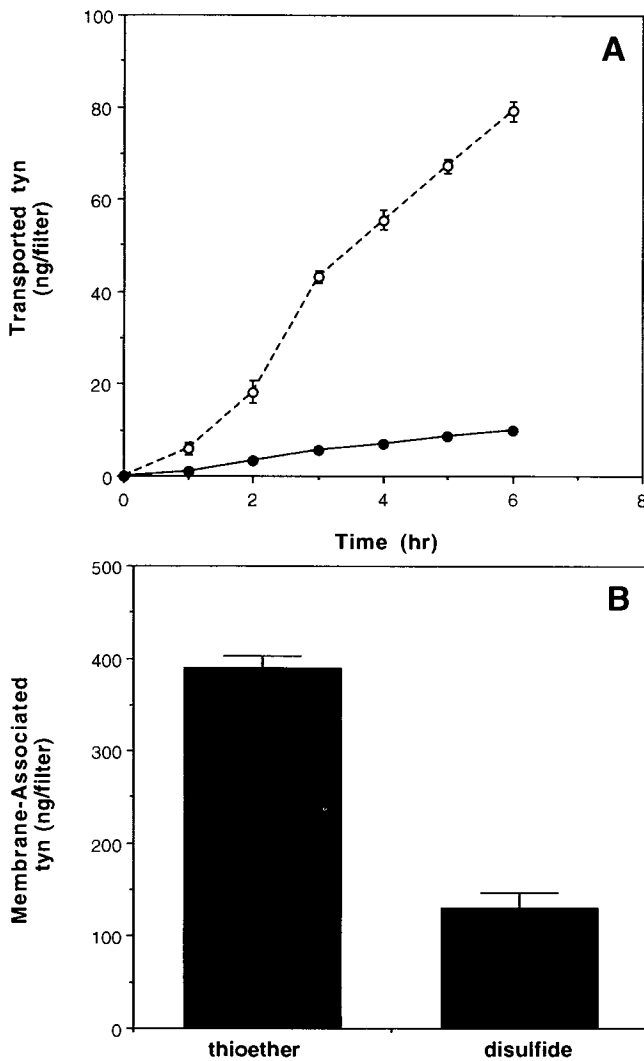 A
100
80
60
40
20
0
Transported tyn
(ng/filter)
0 2 4 6 8
Time (hr)
B
500
400
300
200
100
0
Membrane-Associated
tyn (ng/filter)
thioether disulfide